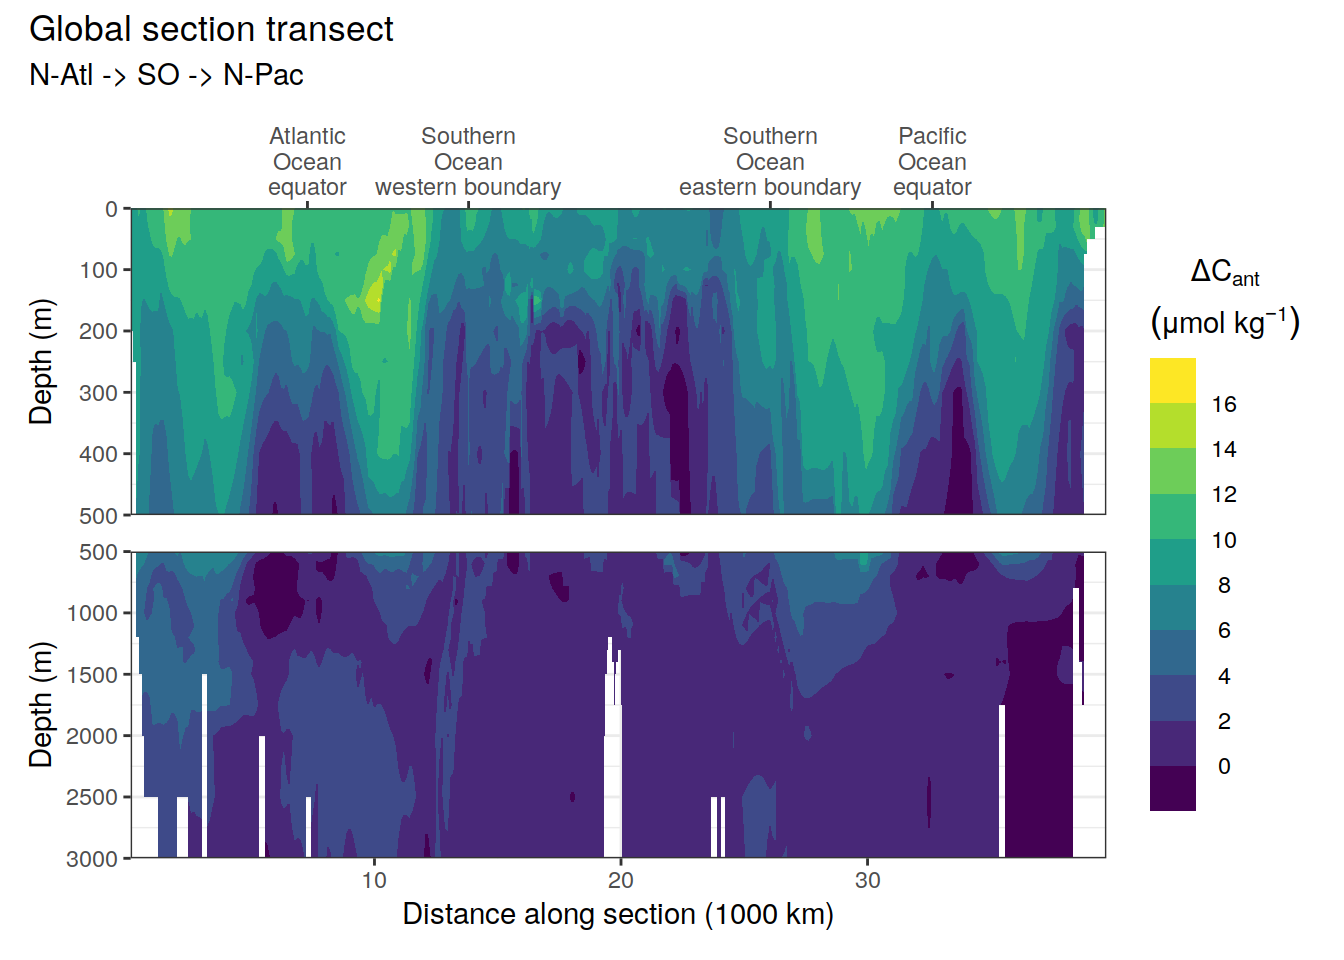 Global section transect
N-Atl -> SO -> N-Pac
Atlantic
Ocean
equator
Southern
Ocean
western boundary
Southern
Ocean
eastern boundary
Pacific
Ocean
equator
0
100
200
300
400
500
Depth (m)
500
1000
1500
2000
2500
3000
Depth (m)
10
20
30
Distance along section (1000 km)
ΔCant
(μmol kg⁻¹)
16
14
12
10
8
6
4
2
0